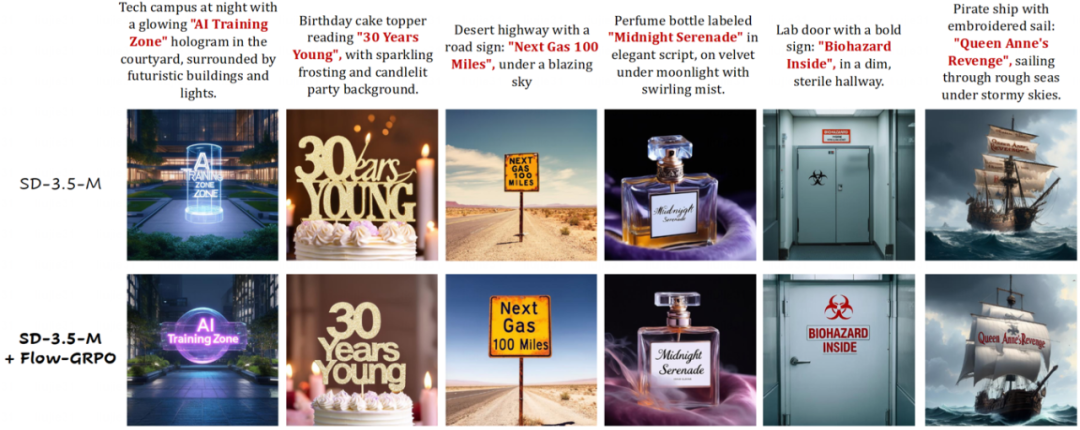 Tech campus at night with
a glowing "AI Training
Zone" hologram in the
courtyard, surrounded by
futuristic buildings and
lights.
Birthday cake topper
reading "30 Years
Young", with sparkling
frosting and candlelit
party background.
Desert highway with a
road sign: "Next Gas 100
Miles", under a blazing
sky
Perfume bottle labeled
"Midnight Serenade" in
elegant script, on velvet
under moonlight with
swirling mist.
Lab door with a bold
sign: "Biohazard
Inside", in a dim,
sterile hallway.
Pirate ship with
embroidered sail:
"Queen Anne's
Revenge", sailing
through rough seas
under stormy skies.
SD-3.5-M
AI
TRAINING
ZONE
ZONE
30ears
YOUNG
NEXT
GAS
100
MILES
Midnight
Serenade
BIOHAZARD
Queen Anne's
SD-3.5-M
+ Flow-GRPO
AI
Training Zone
30
Years
Young
Next
Gas
100 Miles
Midnight
Serenade
BIOHAZARD
INSIDE
Queen Anne'sRevenge